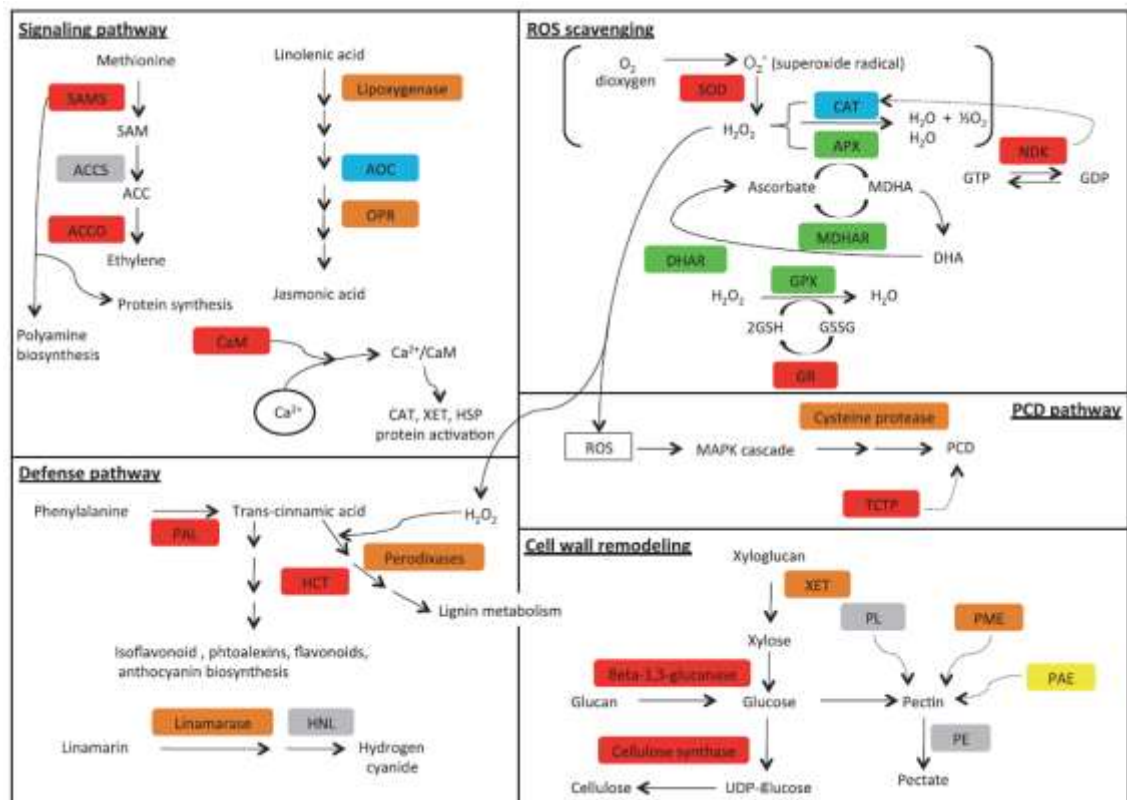 Signaling pathway
Methionine
Linolenic acid
SAMS
Lipoxygenase
SAM
ACCS
AOC
ACC
ACCO
OPR
Ethylene
Jasmonic acid
Protein synthesis
Polyamine
biosynthesis
CaM
Ca²⁺/CaM
Ca²⁺
CAT, XET, HSP
protein activation
ROS scavenging
O₂
dioxygen
O₂˙ (superoxide radical)
SOD
CAT
H₂O + ½O₂
H₂O₂
H₂O
APX
NDK
GTP
GDP
Ascorbate
MDHA
MDHAR
DHAR
DHA
GPX
H₂O₂
H₂O
2GSH
GSSG
GR
PCD pathway
Cysteine protease
ROS
MAPK cascade
PCD
TCTP
Defense pathway
Phenylalanine
Trans-cinnamic acid
H₂O₂
PAL
Perodixases
HCT
Lignin metabolism
Isoflavonoid , phtoalexins, flavonoids,
anthocyanin biosynthesis
Linamarase
HNL
Linamarin
Hydrogen
cyanide
Cell wall remodeling
Xyloglucan
XET
PL
PME
Xylose
Beta-1,3-glucanase
PAE
Glucan
Glucose
Pectin
Cellulose synthase
PE
Cellulose
UDP-Glucose
Pectate